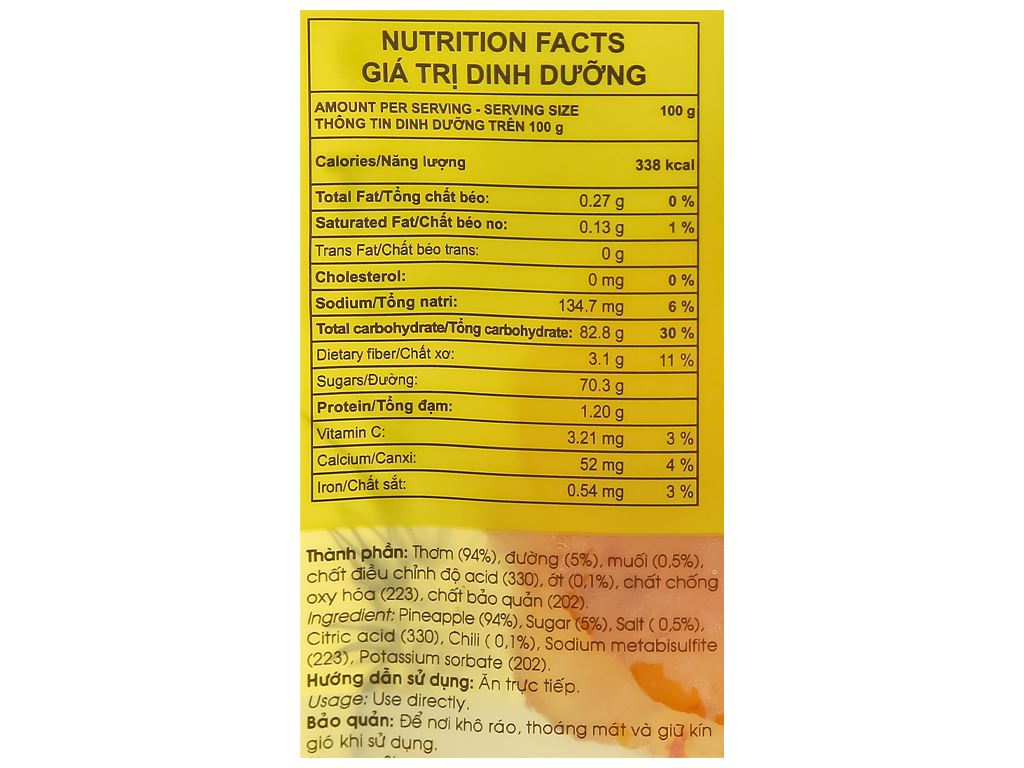 NUTRITION FACTS
GIÁ TRỊ DINH DƯỠNG
AMOUNT PER SERVING - SERVING SIZE 100 g
THÔNG TIN DINH DƯỠNG TRÊN 100 g
Calories/Năng lượng 338 kcal
Total Fat/Tổng chất béo: 0.27 g 0 %
Saturated Fat/Chất béo no: 0.13 g 1 %
Trans Fat/Chất béo trans: 0 g
Cholesterol: 0 mg 0 %
Sodium/Tổng natri: 134.7 mg 6 %
Total carbohydrate/Tổng carbohydrate: 82.8 g 30 %
Dietary fiber/Chất xơ: 3.1 g 11 %
Sugars/Đường: 70.3 g
Protein/Tổng đạm: 1.20 g
Vitamin C: 3.21 mg 3 %
Calcium/Canxi: 52 mg 4 %
Iron/Chất sắt: 0.54 mg 3 %
Thành phần: Thơm (94%), đường (5%), muối (0,5%),
chất điều chỉnh độ acid (330), ớt (0,1%), chất chống
oxy hóa (223), chất bảo quản (202).
Ingredient: Pineapple (94%), Sugar (5%), Salt ( 0,5%),
Citric acid (330), Chili ( 0,1%), Sodium metabisulfite
(223), Potassium sorbate (202).
Hướng dẫn sử dụng: Ăn trực tiếp.
Usage: Use directly.
Bảo quản: Để nơi khô ráo, thoáng mát và giữ kín
gió khi sử dụng.